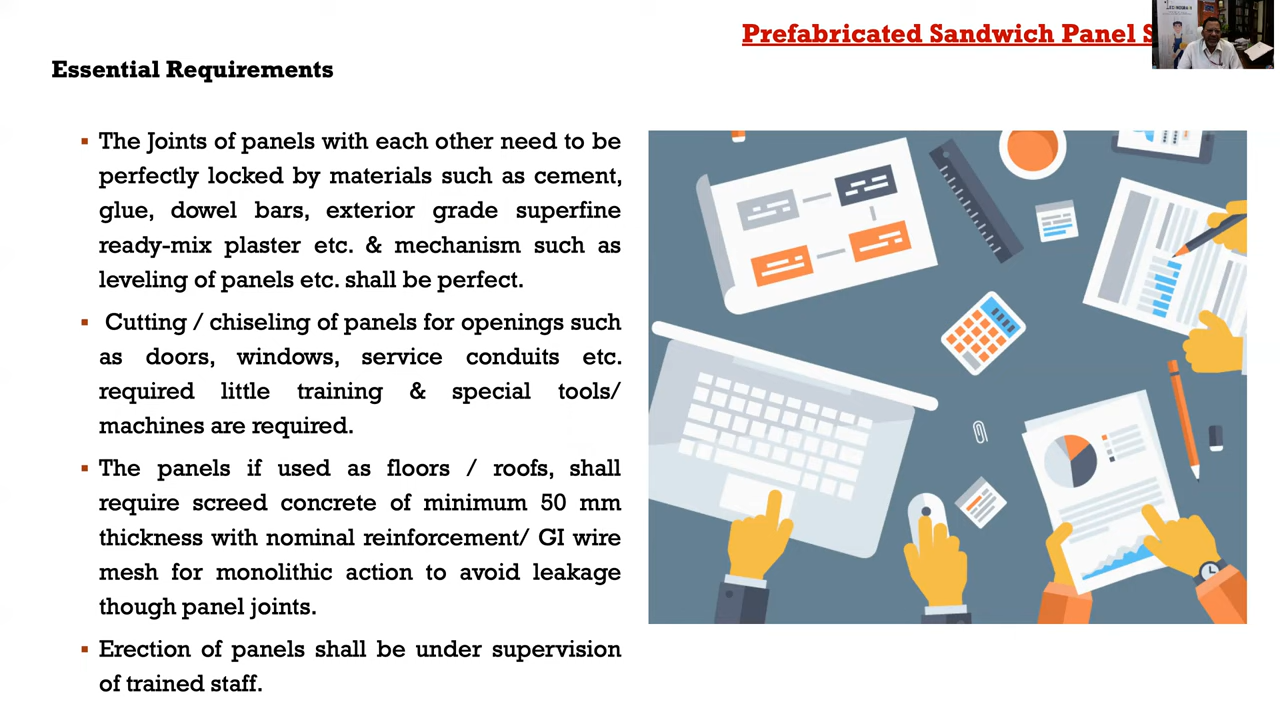 Prefabricated Sandwich Panel S
Essential Requirements
▪ The Joints of panels with each other need to be
perfectly locked by materials such as cement,
glue, dowel bars, exterior grade superfine
ready-mix plaster etc. & mechanism such as
leveling of panels etc. shall be perfect.
▪ Cutting / chiseling of panels for openings such
as doors, windows, service conduits etc.
required little training & special tools/
machines are required.
▪ The panels if used as floors / roofs, shall
require screed concrete of minimum 50 mm
thickness with nominal reinforcement/ GI wire
mesh for monolithic action to avoid leakage
though panel joints.
▪ Erection of panels shall be under supervision
of trained staff.